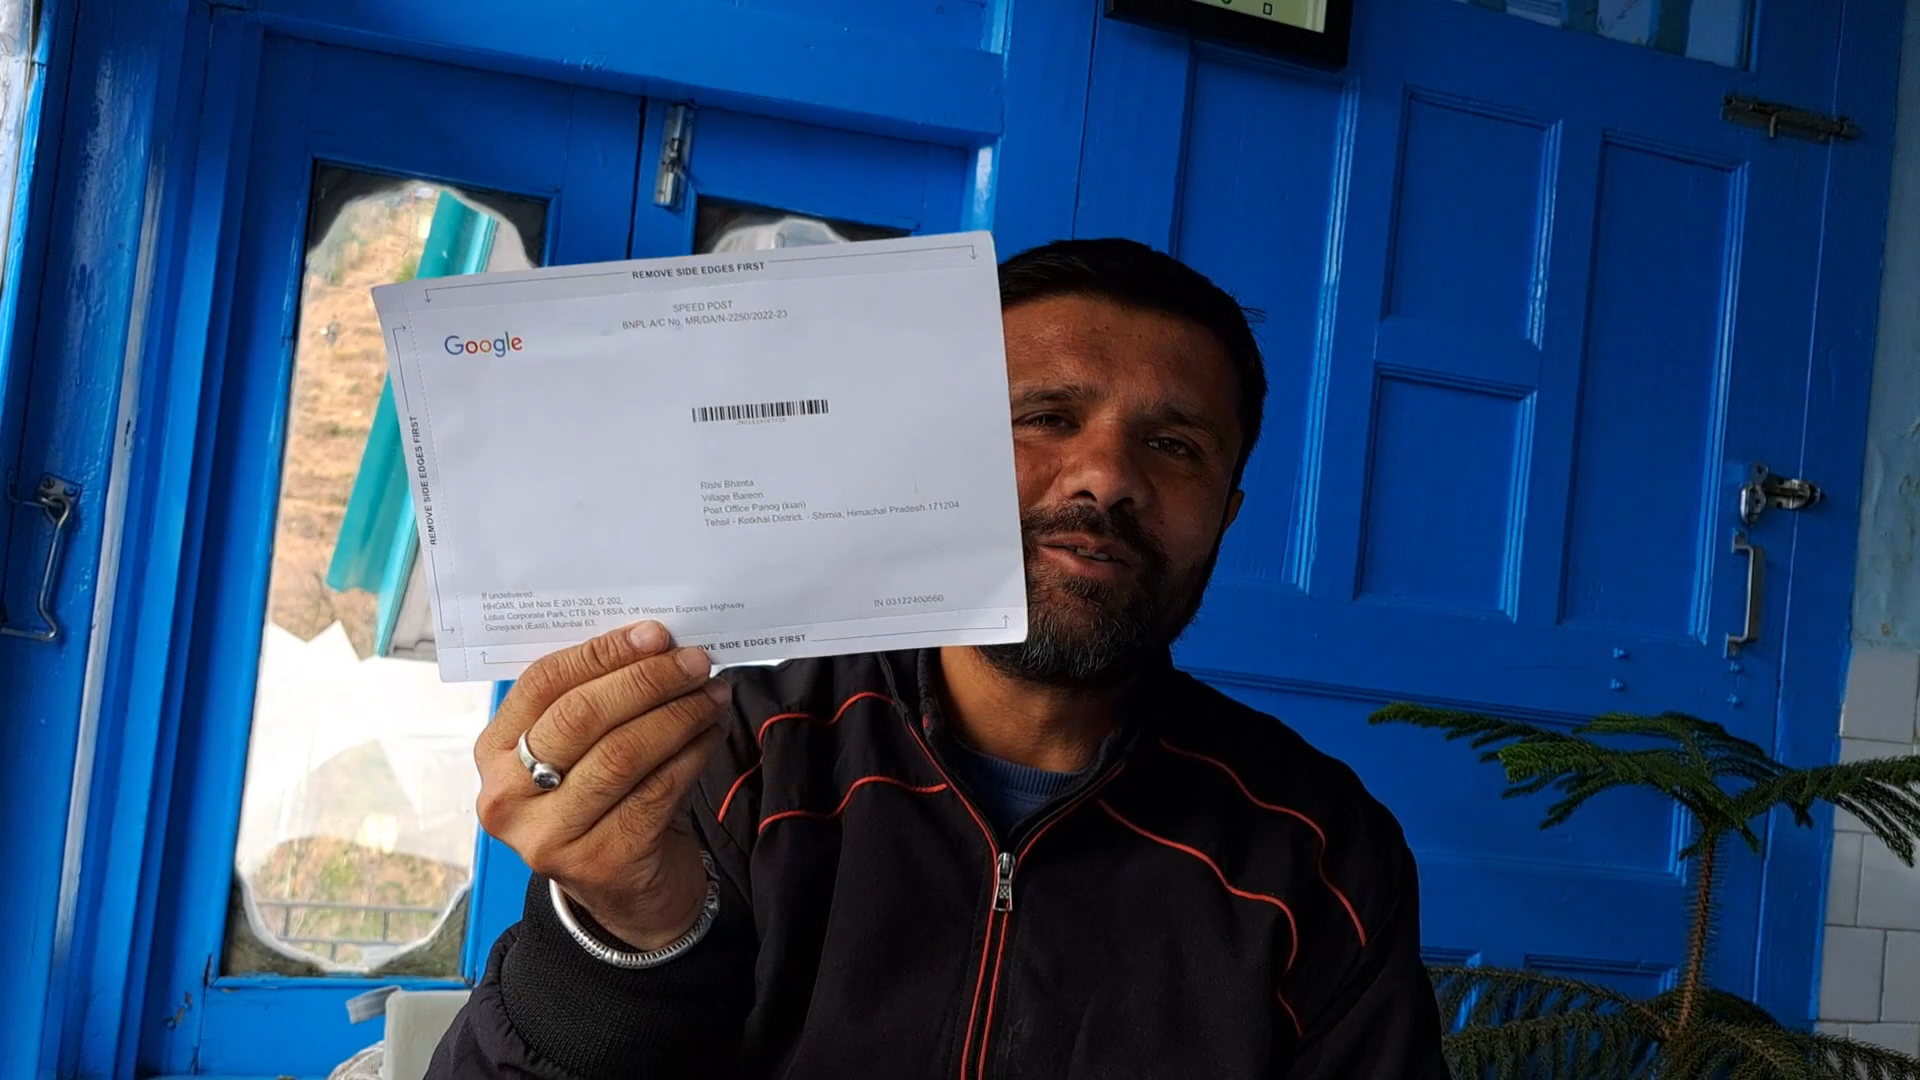 REMOVE SIDE EDGES FIRST
SPEED POST
BNPL A/C No. MR/DA/N-2250/2022-23
Google
REMOVE SIDE EDGES FIRST
Rishi Bhimta
Village Bareon
Post Office Panog (kian)
Tehsil - Kotkhai District. - Shimla, Himachal Pradesh.171204
If undelivered:
HHGMS, Unit Nos E 201-202, G 202,
Lotus Corporate Park, CTS No 185/A, Off Western Express Highway
Goregaon (East), Mumbai 63.
IN 03122400560
OVE SIDE EDGES FIRST